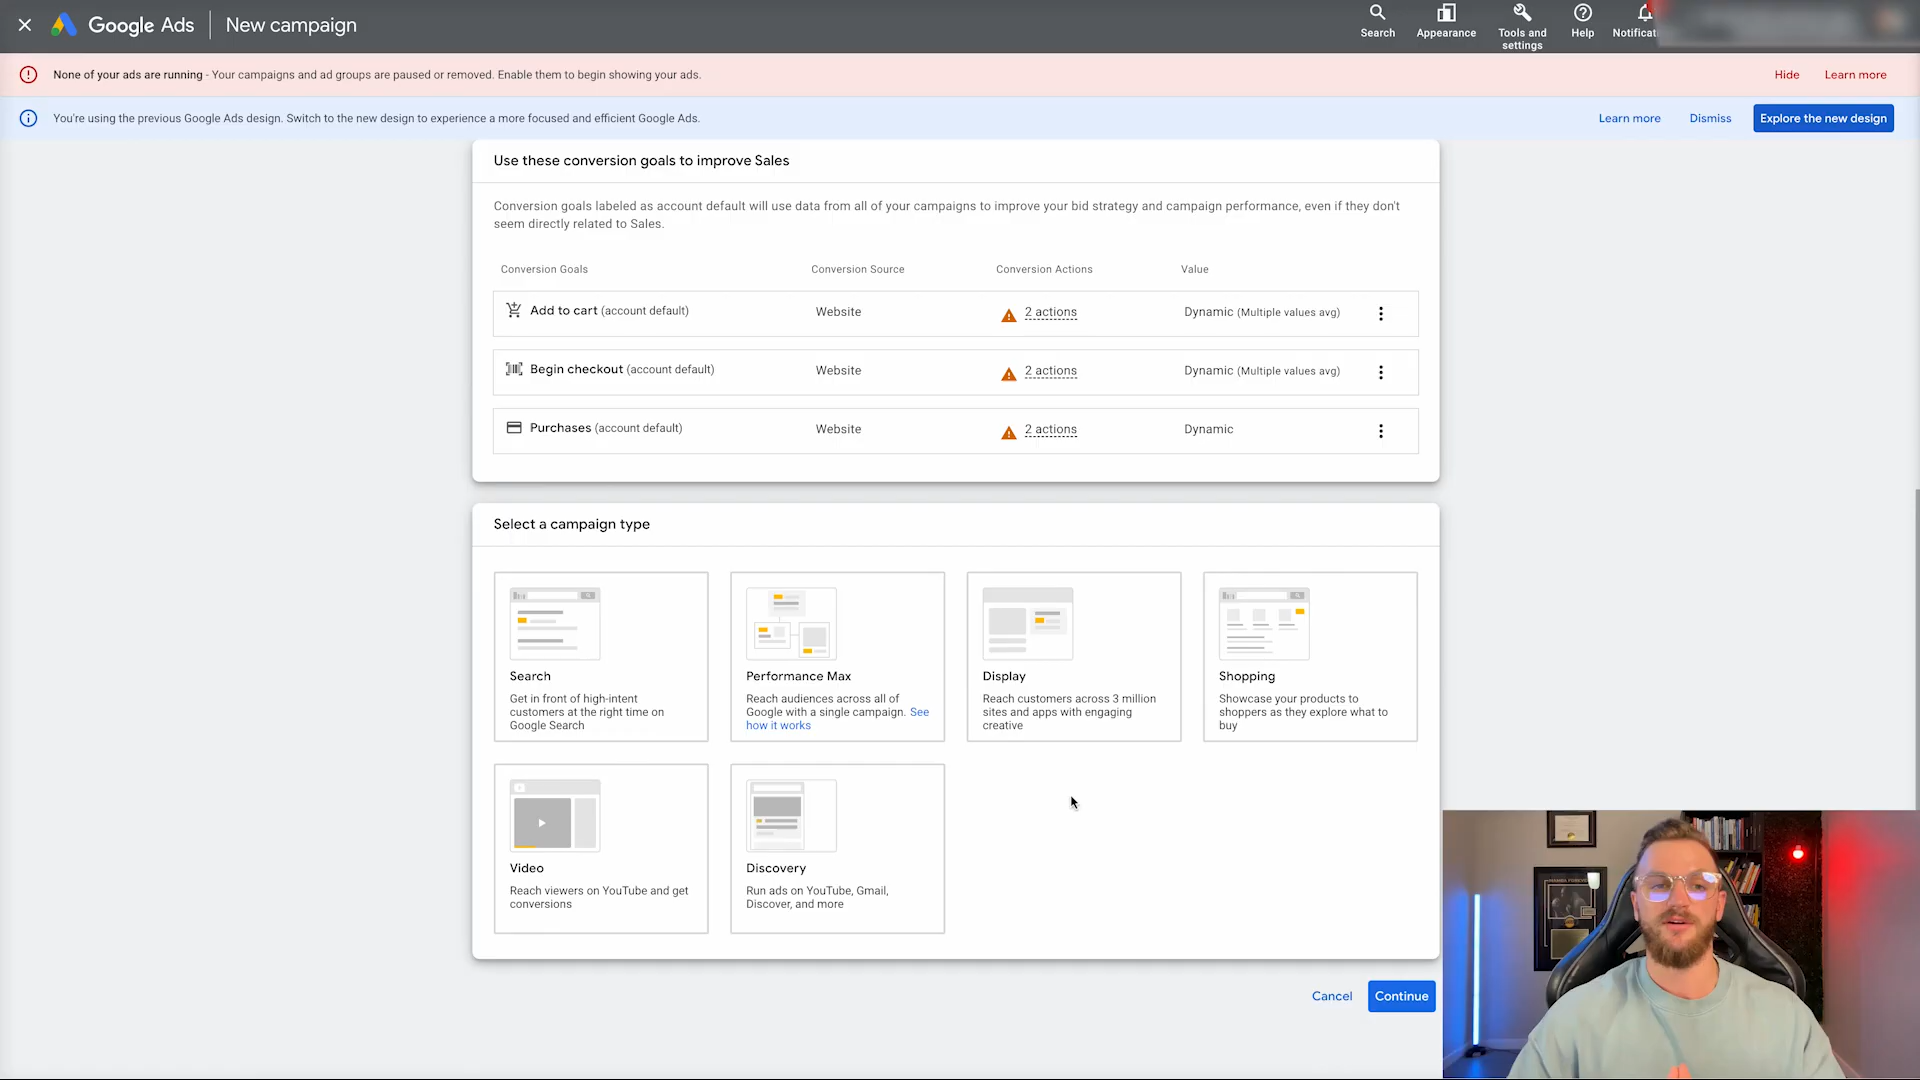 Google Ads
New campaign
Search
Appearance
Tools and
settings
Help
Notificat
None of your ads are running - Your campaigns and ad groups are paused or removed. Enable them to begin showing your ads.
Hide
Learn more
You're using the previous Google Ads design. Switch to the new design to experience a more focused and efficient Google Ads.
Learn more
Dismiss
Explore the new design
Use these conversion goals to improve Sales
Conversion goals labeled as account default will use data from all of your campaigns to improve your bid strategy and campaign performance, even if they don't
seem directly related to Sales.
Conversion Goals
Conversion Source
Conversion Actions
Value
Add to cart (account default)
Website
2 actions
Dynamic (Multiple values avg)
Begin checkout (account default)
Website
2 actions
Dynamic (Multiple values avg)
Purchases (account default)
Website
2 actions
Dynamic
Select a campaign type
Search
Get in front of high-intent
customers at the right time on
Google Search
Performance Max
Reach audiences across all of
Google with a single campaign. See
how it works
Display
Reach customers across 3 million
sites and apps with engaging
creative
Shopping
Showcase your products to
shoppers as they explore what to
buy
Video
Reach viewers on YouTube and get
conversions
Discovery
Run ads on YouTube, Gmail,
Discover, and more
Cancel
Continue